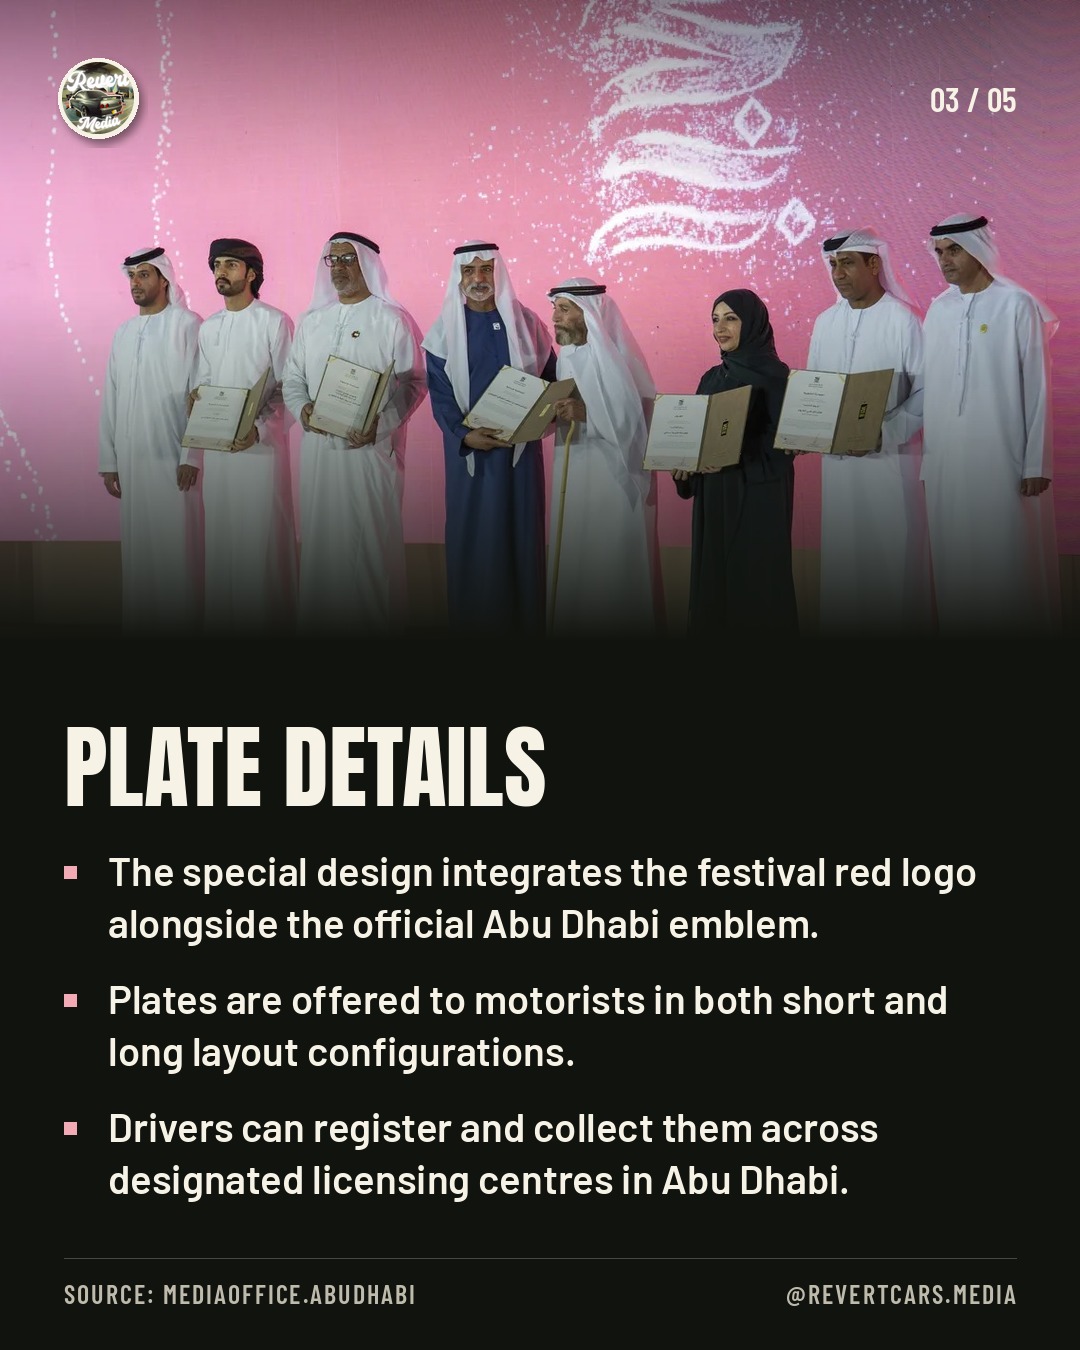 Revert
Media
03 / 05
PLATE DETAILS
The special design integrates the festival red logo
alongside the official Abu Dhabi emblem.
Plates are offered to motorists in both short and
long layout configurations.
Drivers can register and collect them across
designated licensing centres in Abu Dhabi.
SOURCE: MEDIAOFFICE.ABUDHABI
@REVERTCARS.MEDIA